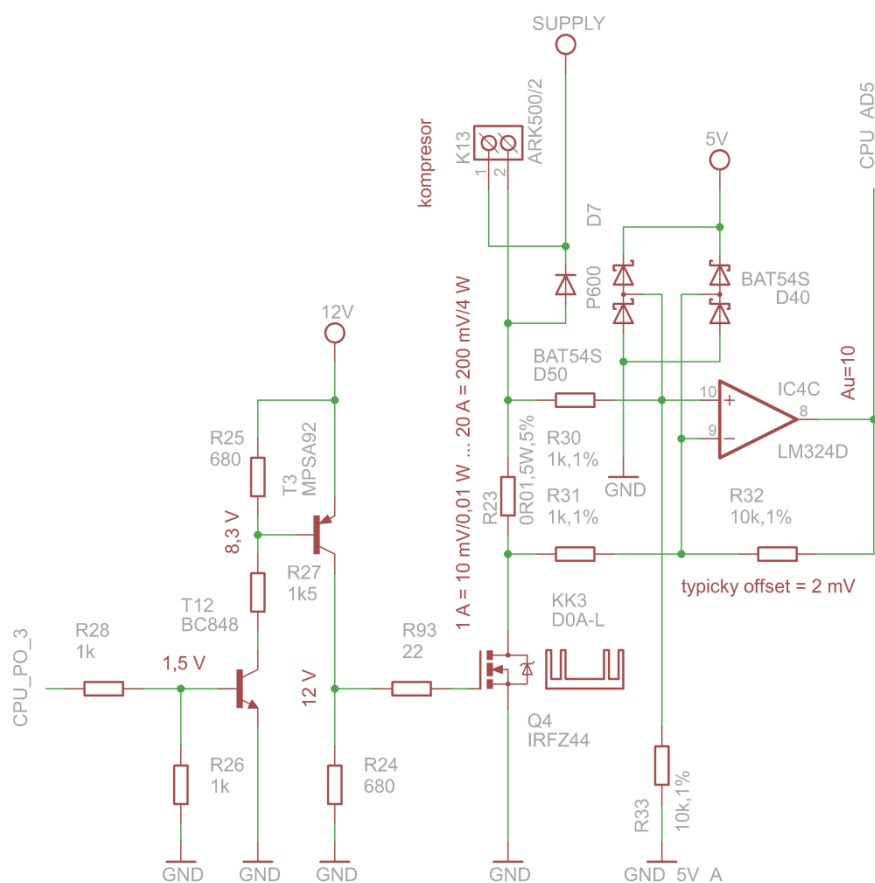 SUPPLY
K13
ARK500/2
1
2
kompresor
CPU_AD5
5V
D7
P600
BAT54S
D40
12V
BAT54S
D50
1 A = 10 mV/0,01 W ... 20 A = 200 mV/4 W
Au=10
10
IC4C
8
9
LM324D
R25
680
T3
MPSA92
R30
1k,1%
GND
R23
0R01,5W,5%
R31
1k,1%
R32
10k,1%
8,3 V
R27
1k5
typicky offset = 2 mV
T12
BC848
KK3
D0A-L
CPU_PO_3
R28
1k
1,5 V
12 V
R93
22
Q4
IRFZ44
R26
1k
R24
680
R33
10k,1%
GND
GND
GND
GND
GND_5V_A